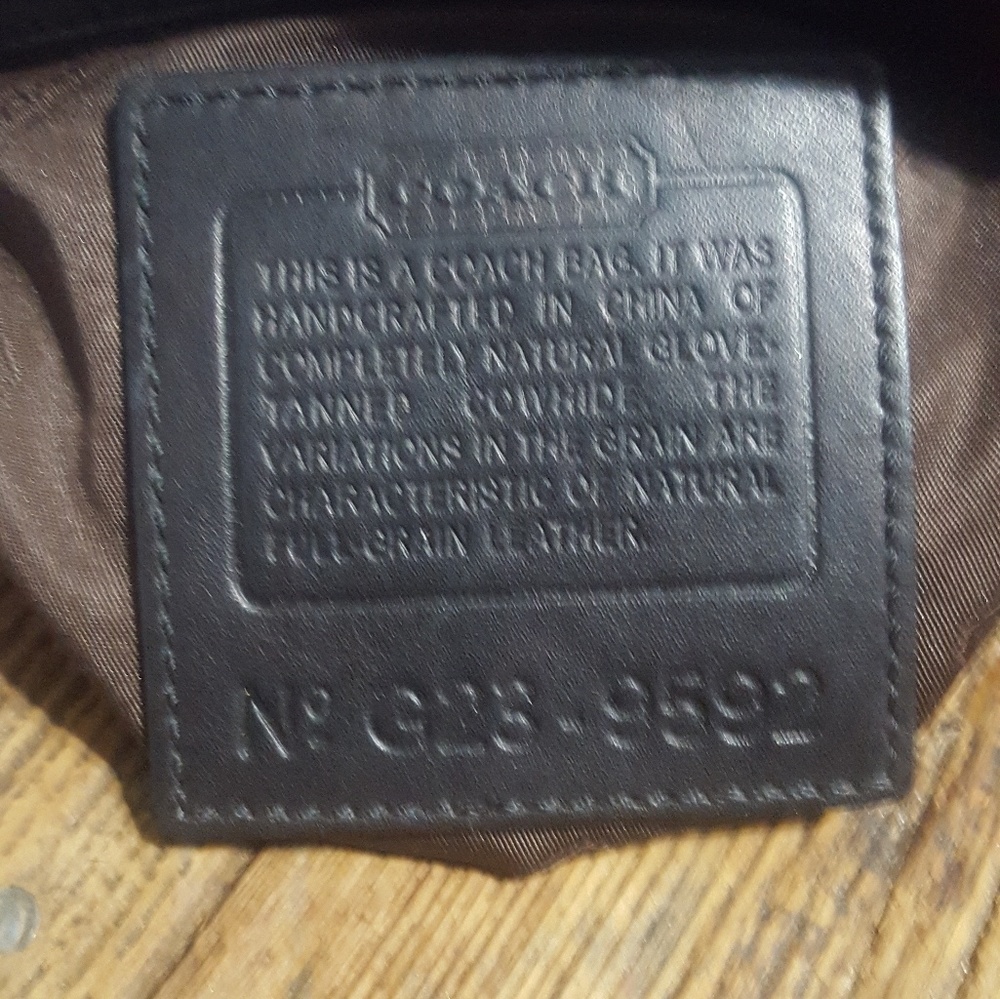 COACH
THIS IS A COACH BAG. IT WAS
HANDCRAFTED IN CHINA OF
COMPLETELY NATURAL GLOVE-
TANNED COWHIDE. THE
VARIATIONS IN THE GRAIN ARE
CHARACTERISTIC OF NATURAL
FULL-GRAIN LEATHER.
Nº G23-9592